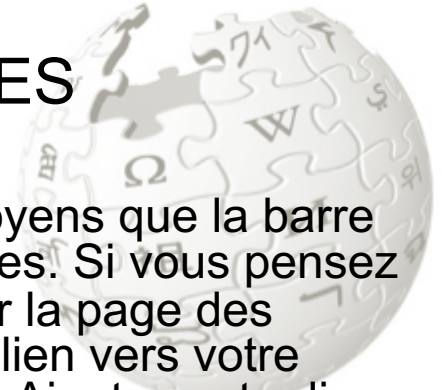 ES
oyens que la barre
es. Si vous pensez
r la page des
lien vers votre